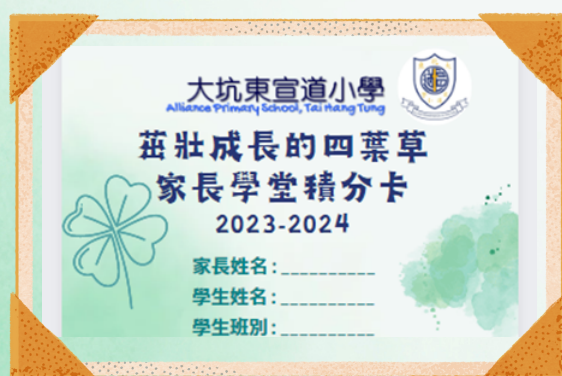 大坑東宣道小學
Alliance Primary School, Tai Hang Tung
茁壯成長的四葉草
家長學堂積分卡
2023-2024
家長姓名：__________
學生姓名：__________
學生班別：__________